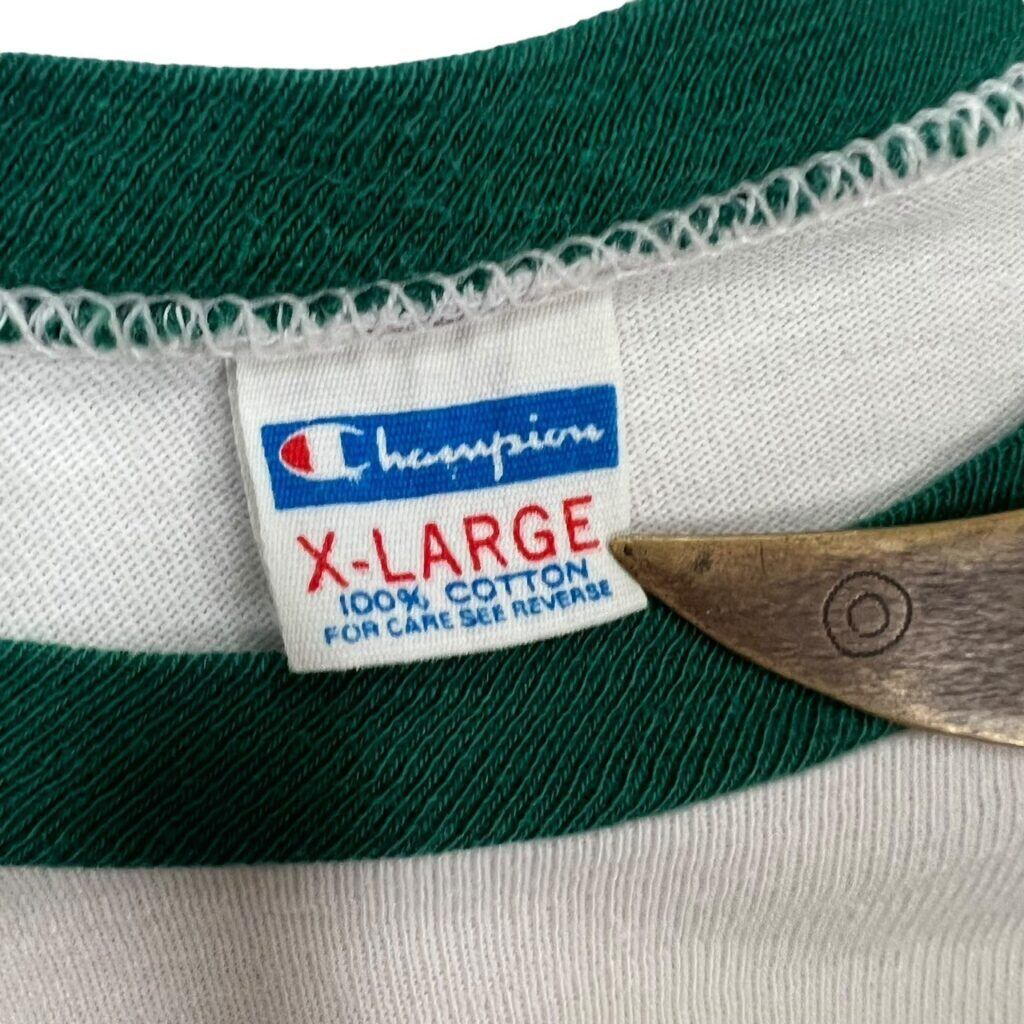 Champion
X-LARGE
100% COTTON
FOR CARE SEE REVERSE